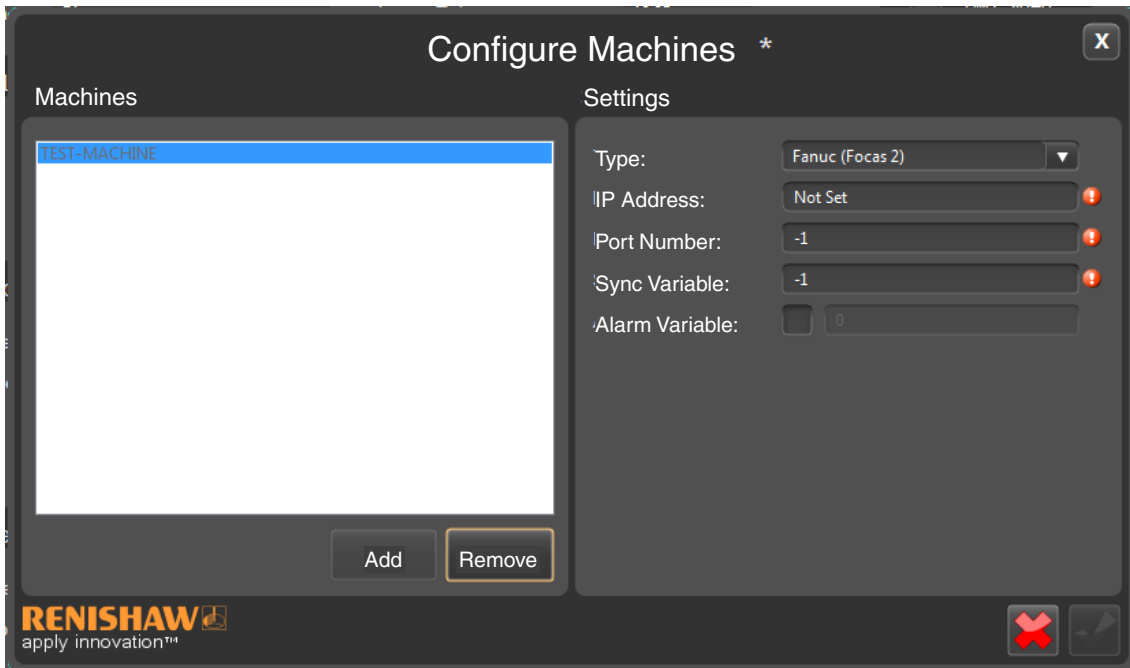 Configure Machines *
X
Machines
Settings
TEST-MACHINE
Type:
Fanuc (Focas 2)
IP Address:
Not Set
Port Number:
-1
Sync Variable:
-1
Alarm Variable:
0
Add
Remove
RENISHAW
apply innovation™